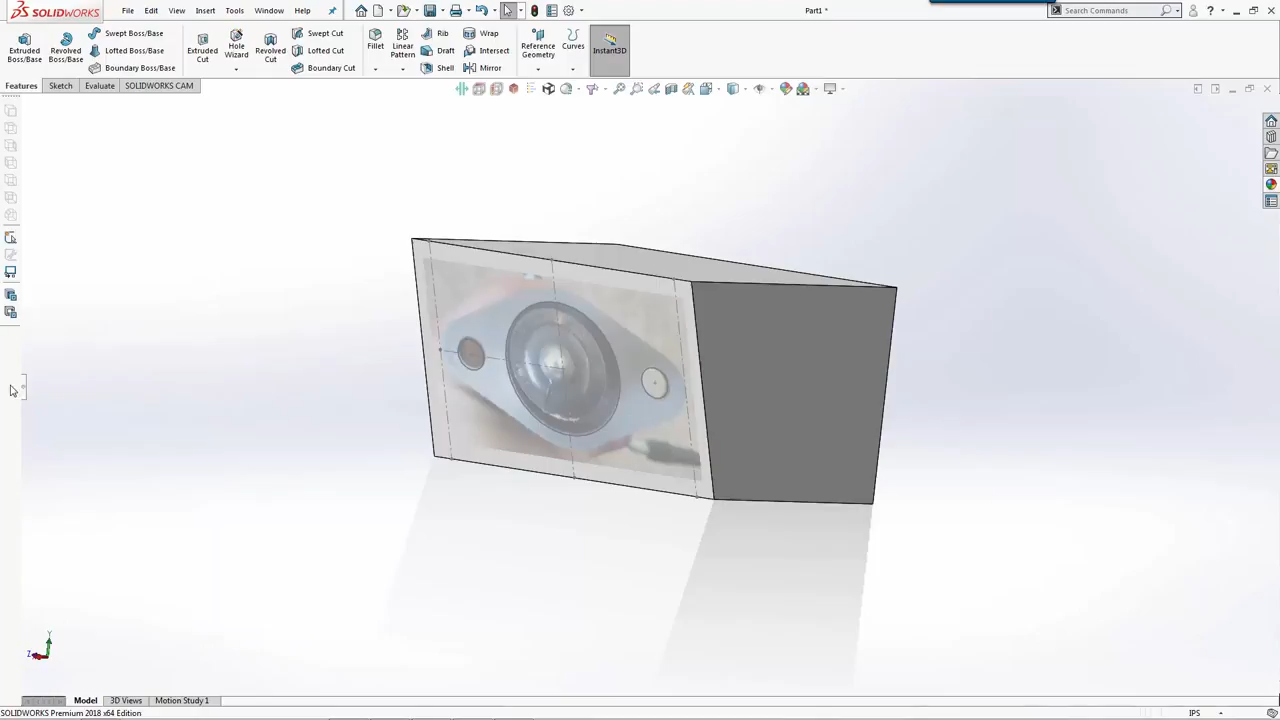 SOLIDWORKS File Edit View Insert Tools Window Help Part1 * Search Commands
Extruded Boss/Base
Revolved Boss/Base
Swept Boss/Base
Lofted Boss/Base
Boundary Boss/Base
Extruded Cut
Hole Wizard
Revolved Cut
Swept Cut
Lofted Cut
Boundary Cut
Fillet
Linear Pattern
Rib
Draft
Shell
Wrap
Intersect
Mirror
Reference Geometry
Curves
Instant3D
Features Sketch Evaluate SOLIDWORKS CAM
Y
Z
Model 3D Views Motion Study 1
SOLIDWORKS Premium 2018 x64 Edition IPS